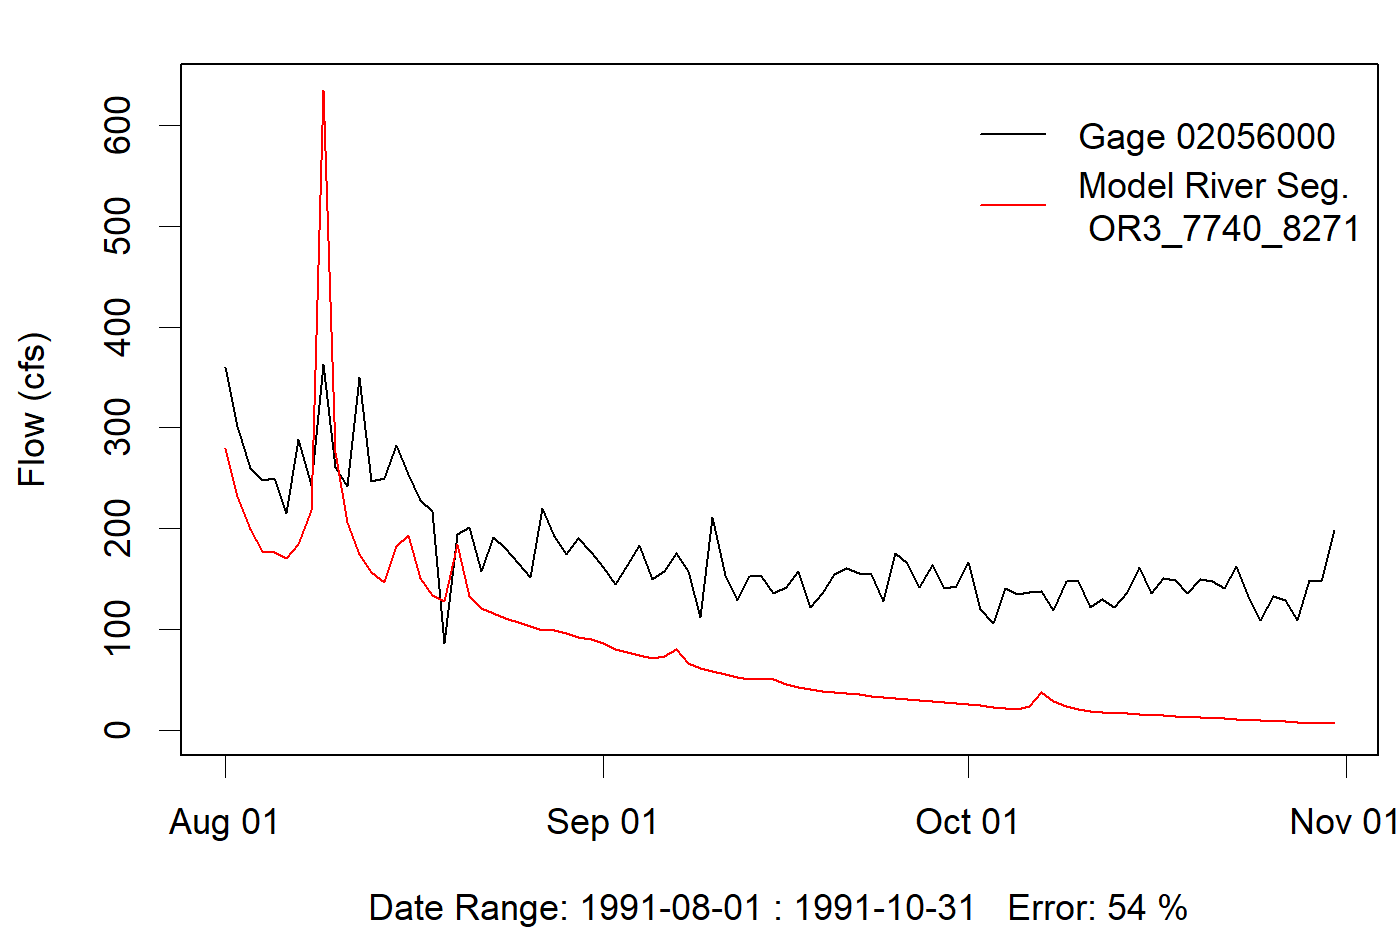 Gage 02056000
Model River Seg.
OR3_7740_8271
Flow (cfs)
600
500
400
300
200
100
0
Aug 01 Sep 01 Oct 01 Nov 01
Date Range: 1991-08-01 : 1991-10-31 Error: 54 %